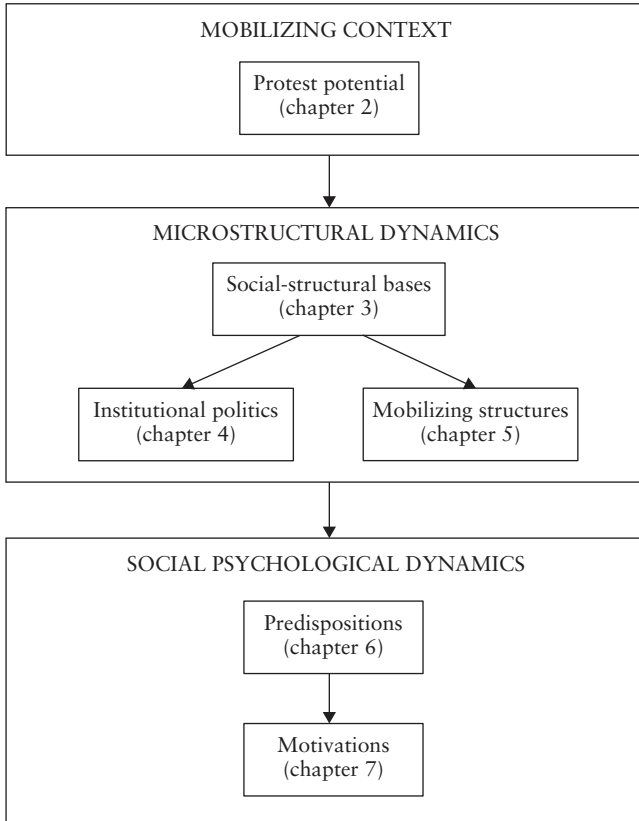 MOBILIZING CONTEXT
Protest potential
(chapter 2)
MICROSTRUCTURAL DYNAMICS
Social-structural bases
(chapter 3)
Institutional politics
(chapter 4)
Mobilizing structures
(chapter 5)
SOCIAL PSYCHOLOGICAL DYNAMICS
Predispositions
(chapter 6)
Motivations
(chapter 7)